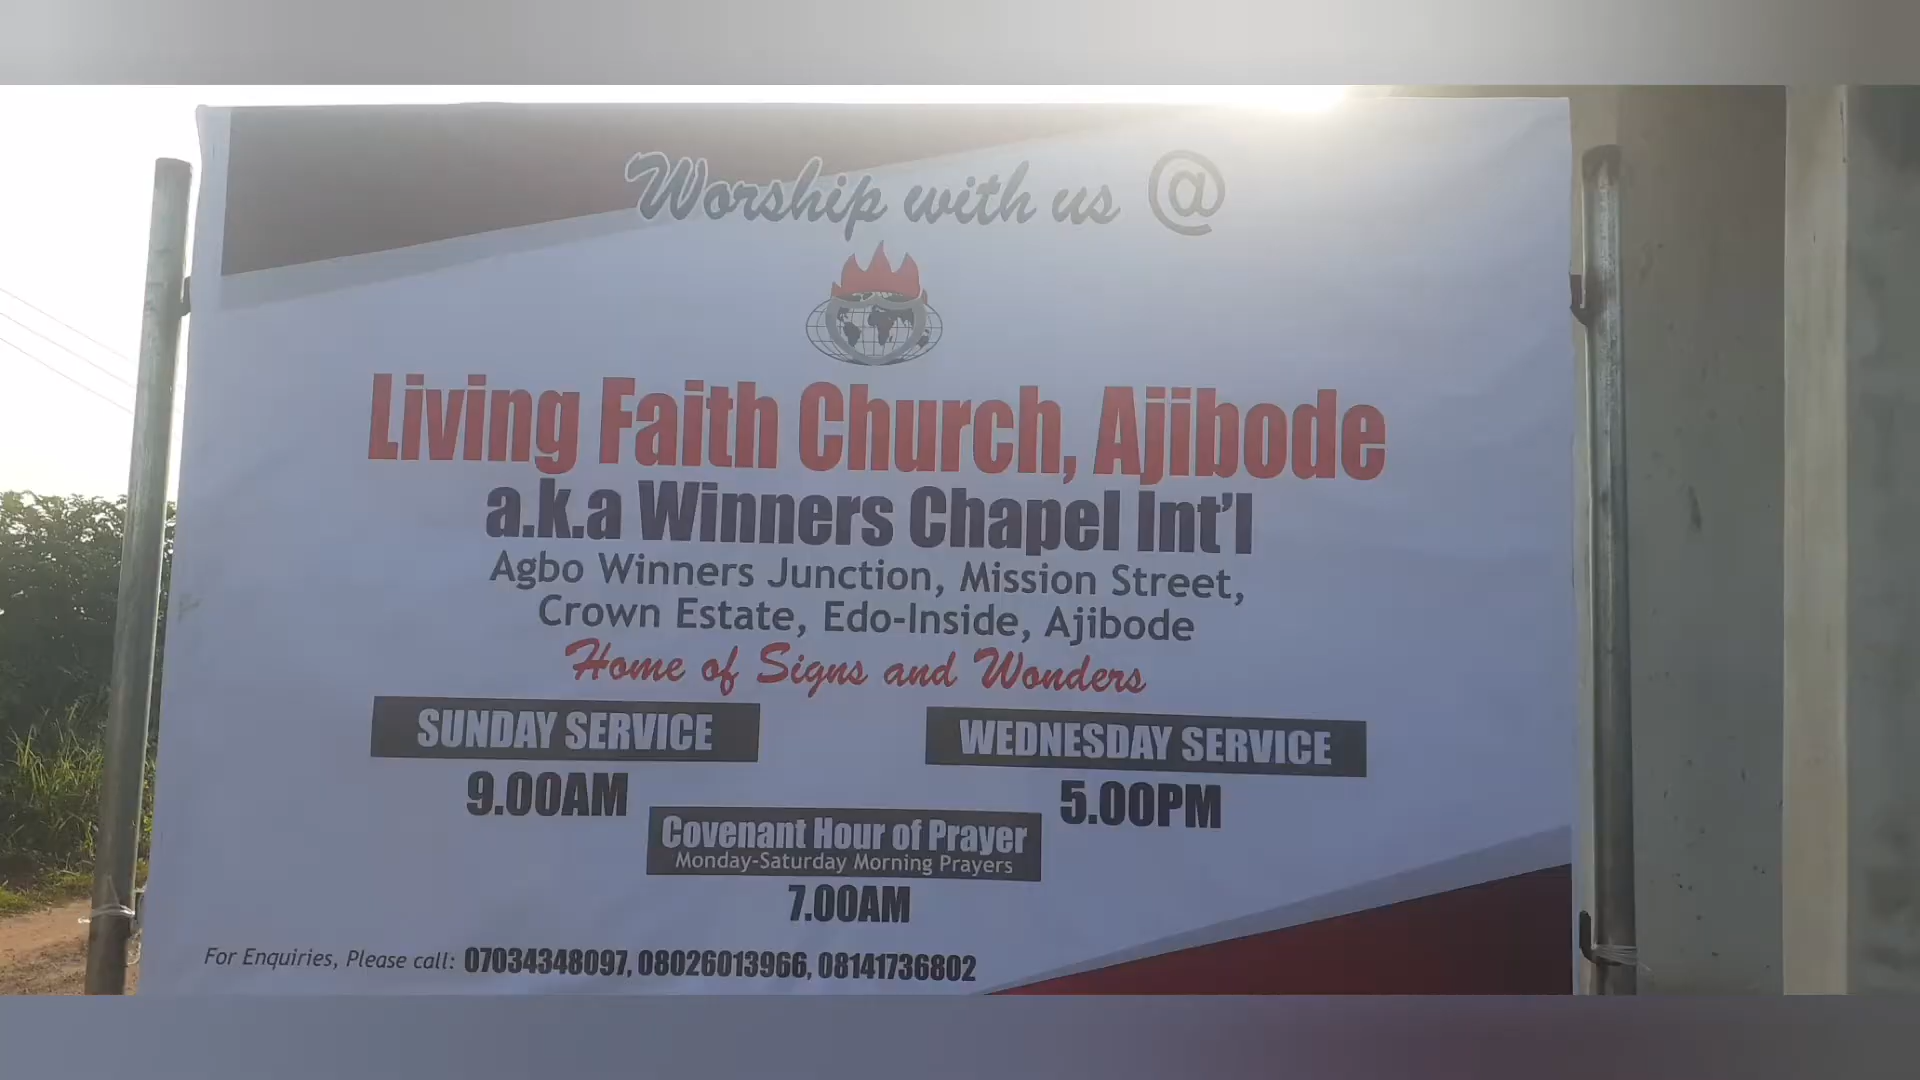 Worship with us @
Living Faith Church, Ajibode
a.k.a Winners Chapel Int'l
Agbo Winners Junction, Mission Street,
Crown Estate, Edo-Inside, Ajibode
Home of Signs and Wonders
SUNDAY SERVICE
9.00AM
WEDNESDAY SERVICE
5.00PM
Covenant Hour of Prayer
Monday-Saturday Morning Prayers
7.00AM
For Enquiries, Please call: 07034348097, 08026013966, 08141736802